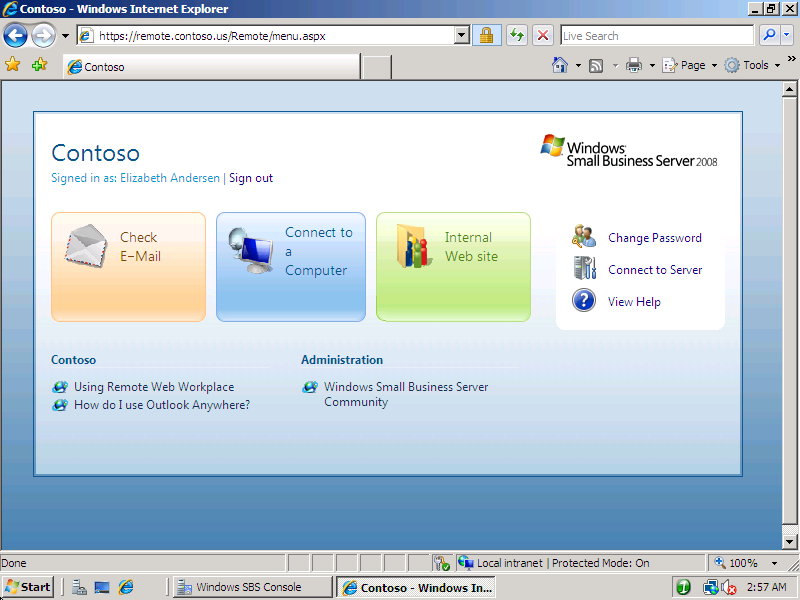 Contoso - Windows Internet Explorer
https://remote.contoso.us/Remote/menu.aspx
Live Search
Contoso
Page
Tools
Contoso
Signed in as: Elizabeth Andersen | Sign out
Windows
Small Business Server 2008
Check
E-Mail
Connect to
a
Computer
Internal
Web site
Change Password
Connect to Server
View Help
Contoso
Using Remote Web Workplace
How do I use Outlook Anywhere?
Administration
Windows Small Business Server
Community
Done
Local intranet | Protected Mode: On
100%
Start
Windows SBS Console
Contoso - Windows In...
2:57 AM